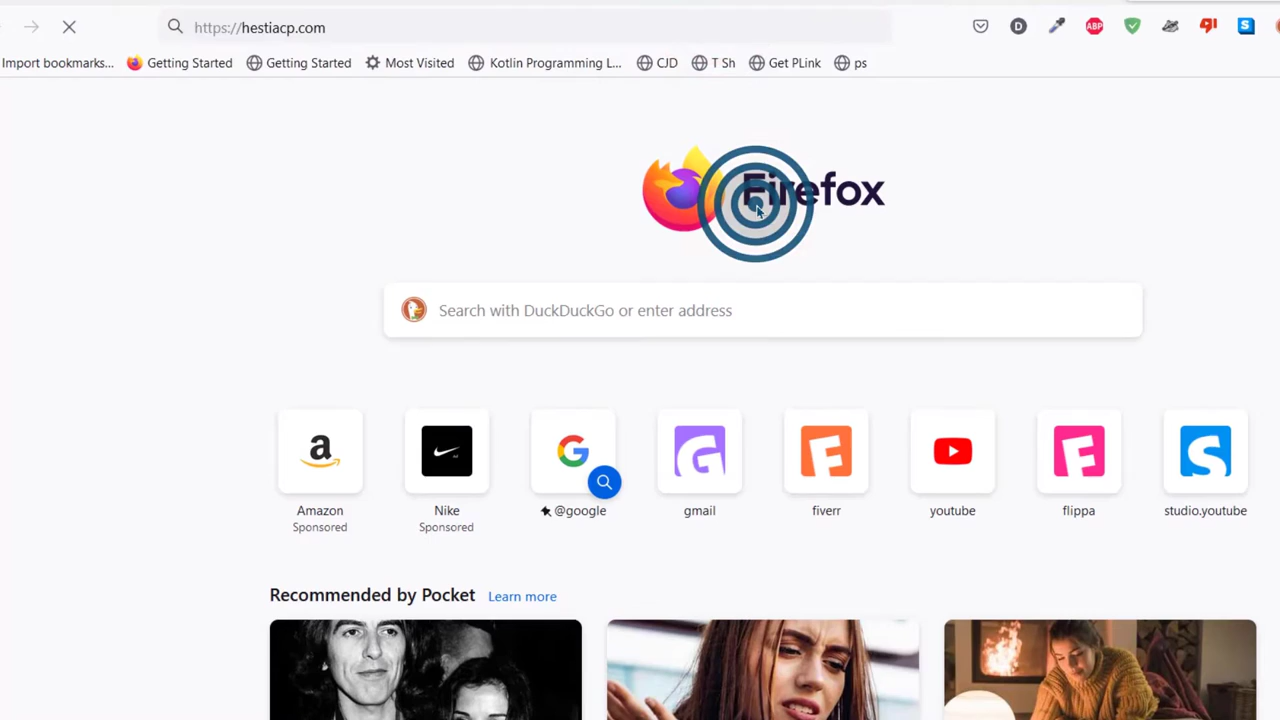 https://hestiacp.com
D
ABP
S
Import bookmarks...
Getting Started
Getting Started
Most Visited
Kotlin Programming L...
CJD
T Sh
Get PLink
ps
Firefox
Search with DuckDuckGo or enter address
a
G
G
F
F
S
Amazon
Nike
@google
gmail
fiverr
youtube
flippa
studio.youtube
Sponsored
Sponsored
Recommended by Pocket
Learn more